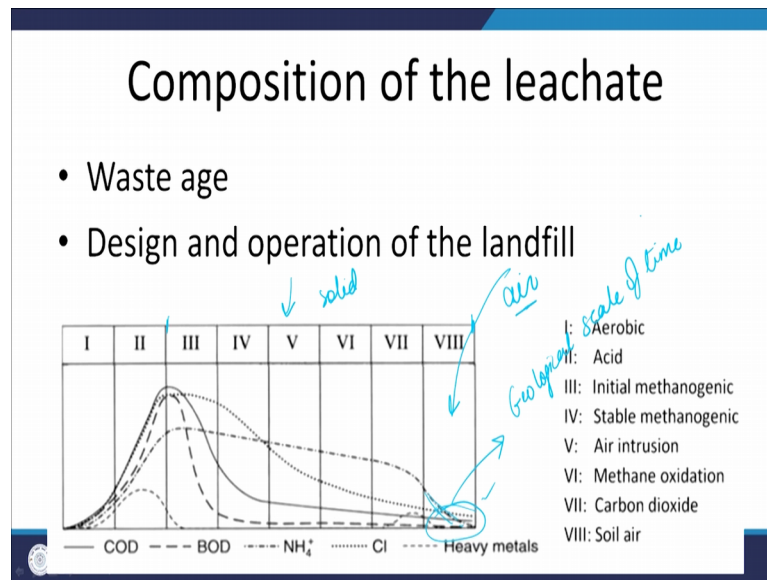 Composition of the leachate
• Waste age
• Design and operation of the landfill
solid
air
Geological scale of time
I II III IV V VI VII VIII
I: Aerobic
II: Acid
III: Initial methanogenic
IV: Stable methanogenic
V: Air intrusion
VI: Methane oxidation
VII: Carbon dioxide
VIII: Soil air
COD BOD NH₄⁺ Cl Heavy metals